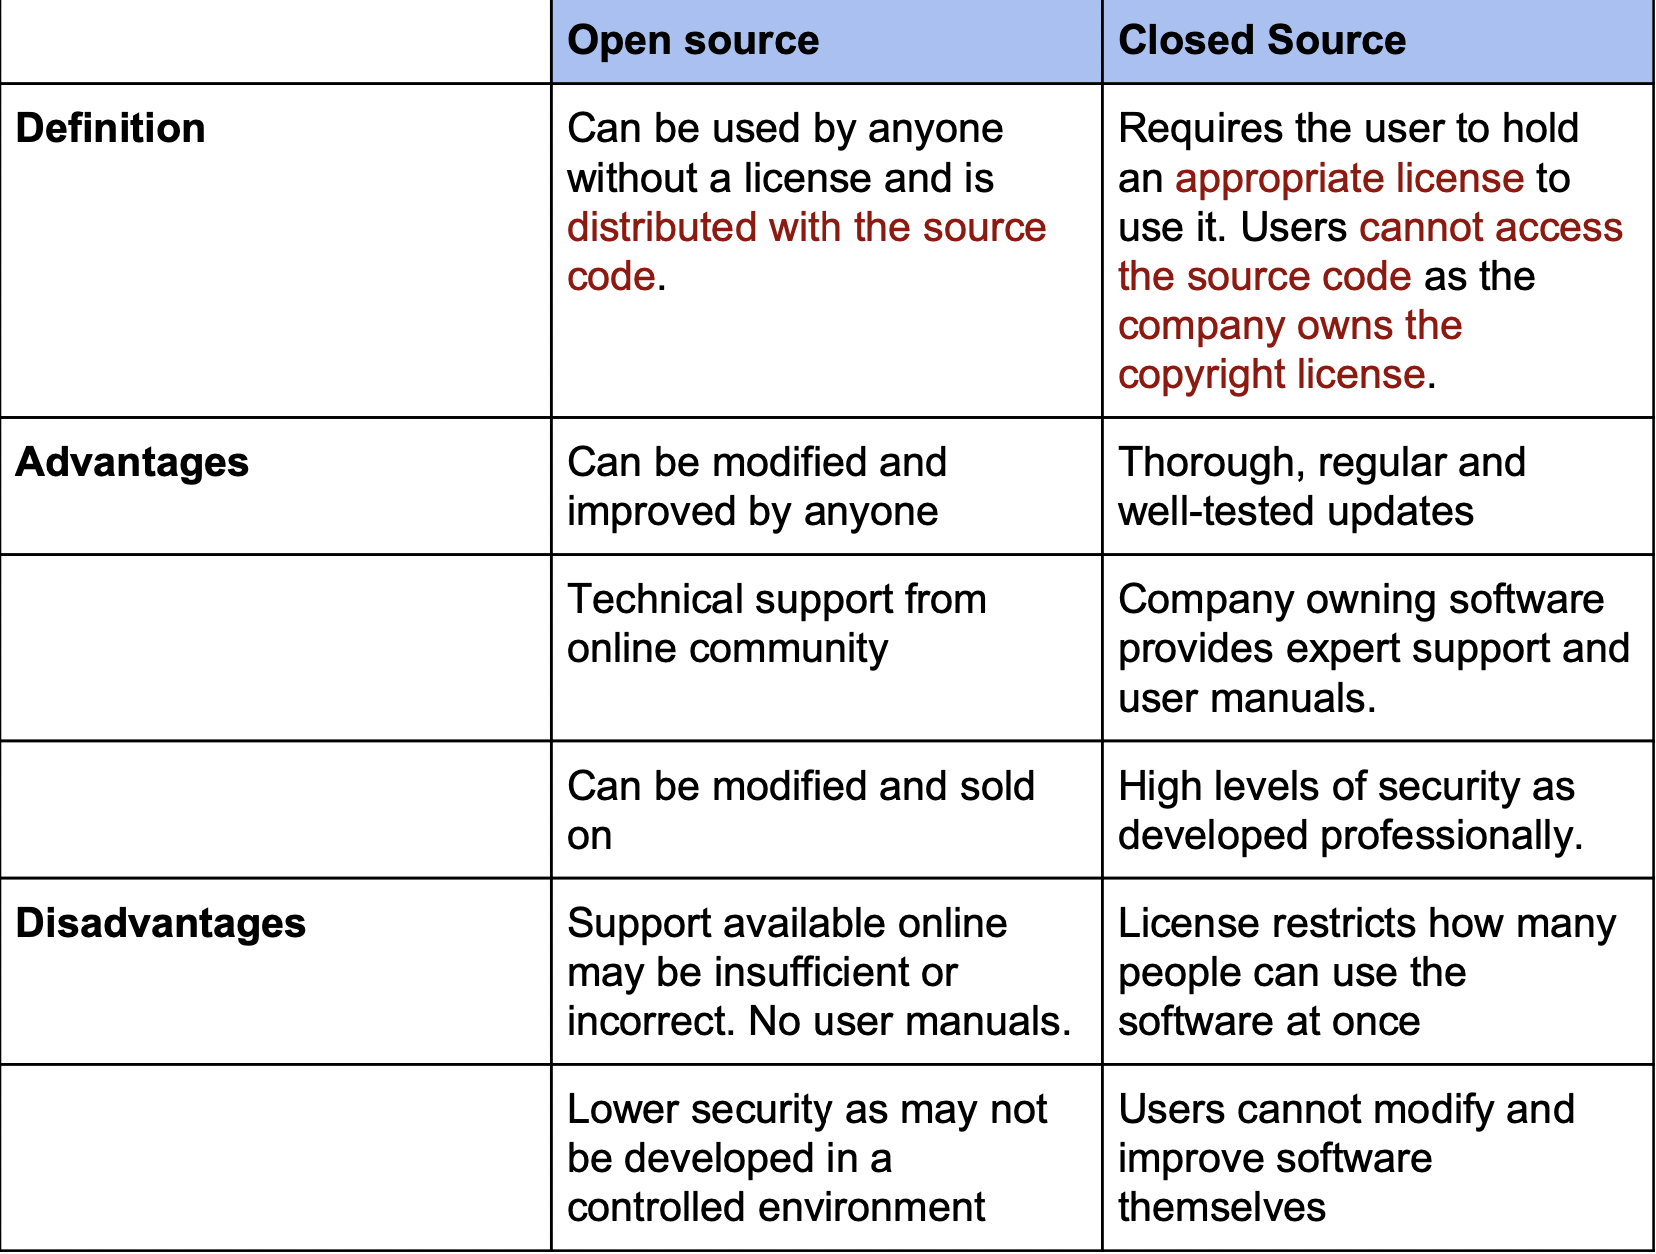 Open source
Closed Source
Definition
Can be used by anyone
without a license and is
distributed with the source
code.
Requires the user to hold
an appropriate license to
use it. Users cannot access
the source code as the
company owns the
copyright license.
Advantages
Can be modified and
improved by anyone
Thorough, regular and
well-tested updates
Technical support from
online community
Company owning software
provides expert support and
user manuals.
Can be modified and sold
on
High levels of security as
developed professionally.
Disadvantages
Support available online
may be insufficient or
incorrect. No user manuals.
License restricts how many
people can use the
software at once
Lower security as may not
be developed in a
controlled environment
Users cannot modify and
improve software
themselves